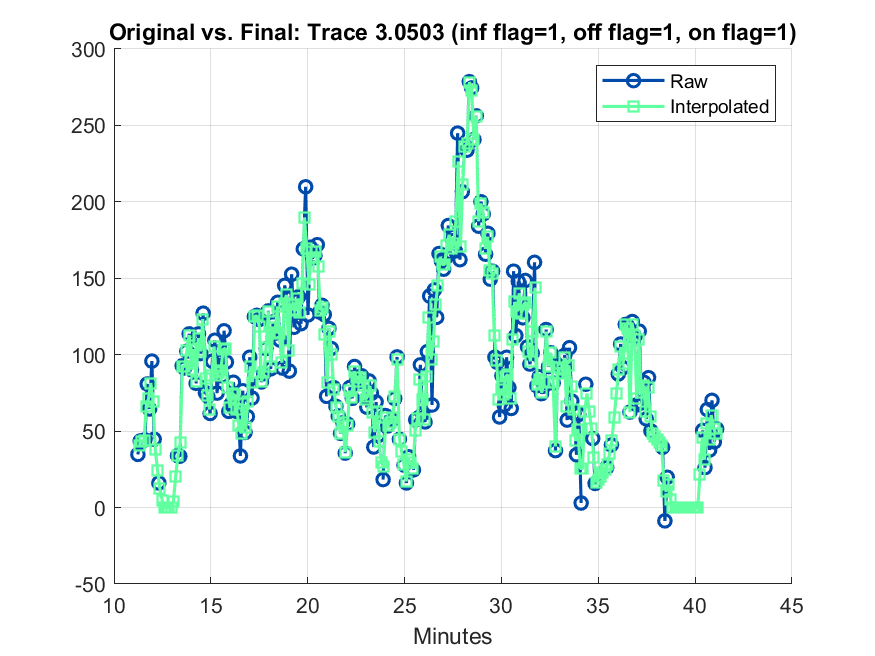 Original vs. Final: Trace 3.0503 (inf flag=1, off flag=1, on flag=1)
300
250
200
150
100
50
0
-50
Raw
Interpolated
10 15 20 25 30 35 40 45
Minutes